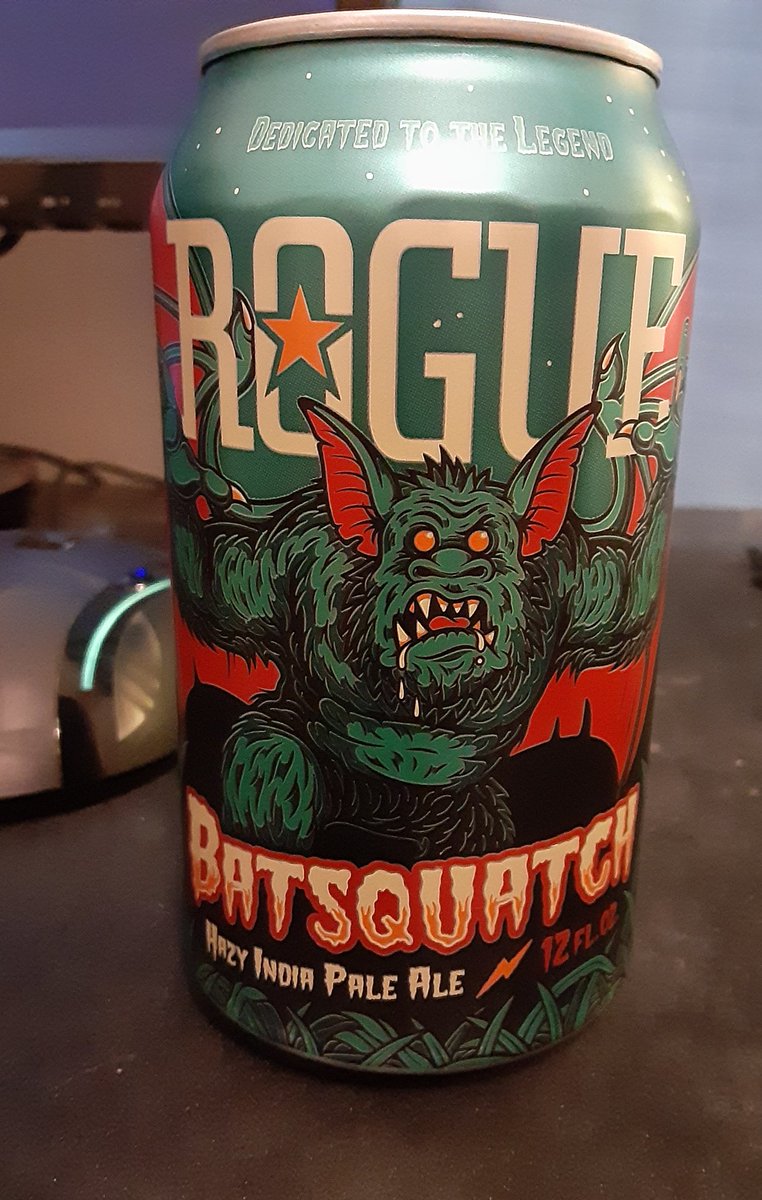 DEDICATED TO THE LEGEND
ROGUE
BATSQUATCH
HAZY INDIA PALE ALE 12 FL.OZ